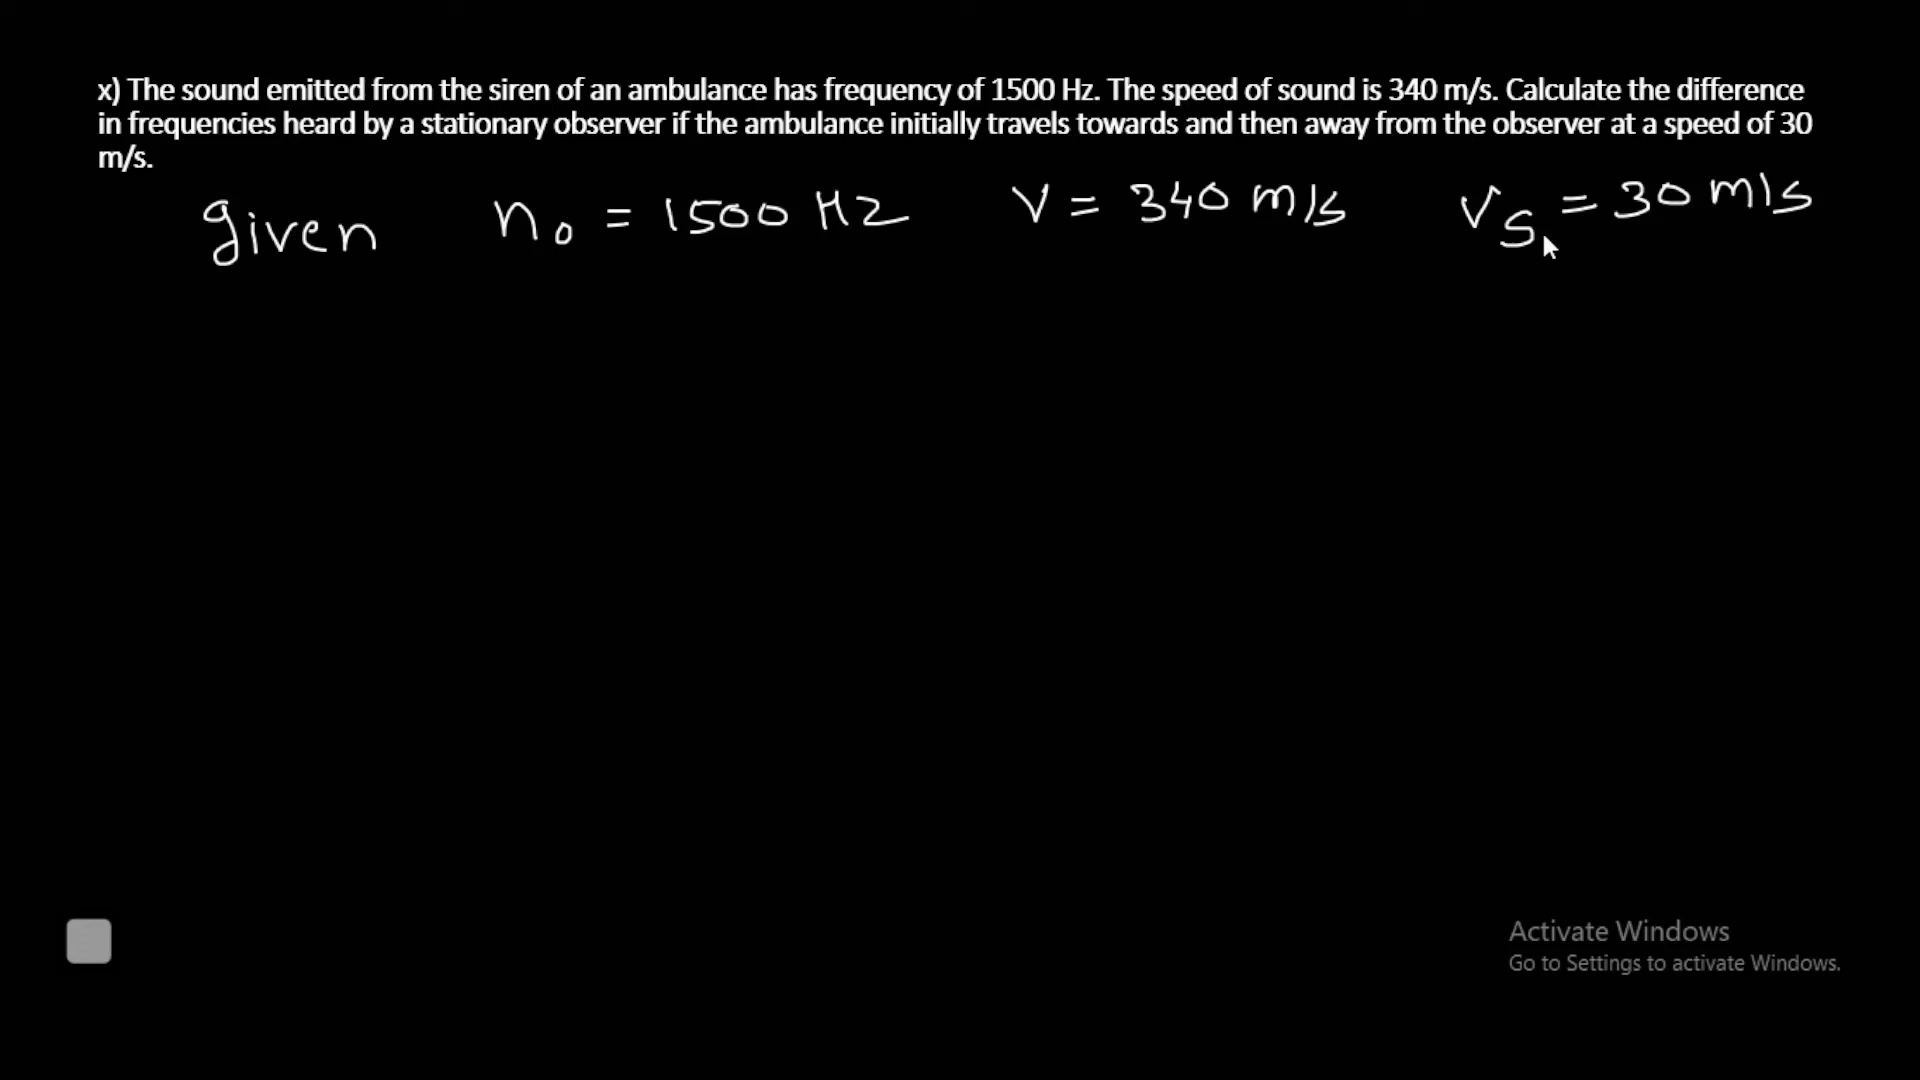 x) The sound emitted from the siren of an ambulance has frequency of 1500 Hz. The speed of sound is 340 m/s. Calculate the difference
in frequencies heard by a stationary observer if the ambulance initially travels towards and then away from the observer at a speed of 30
m/s.
given n₀ = 1500 Hz V = 340 m/s Vₛ = 30 m/s
Activate Windows
Go to Settings to activate Windows.